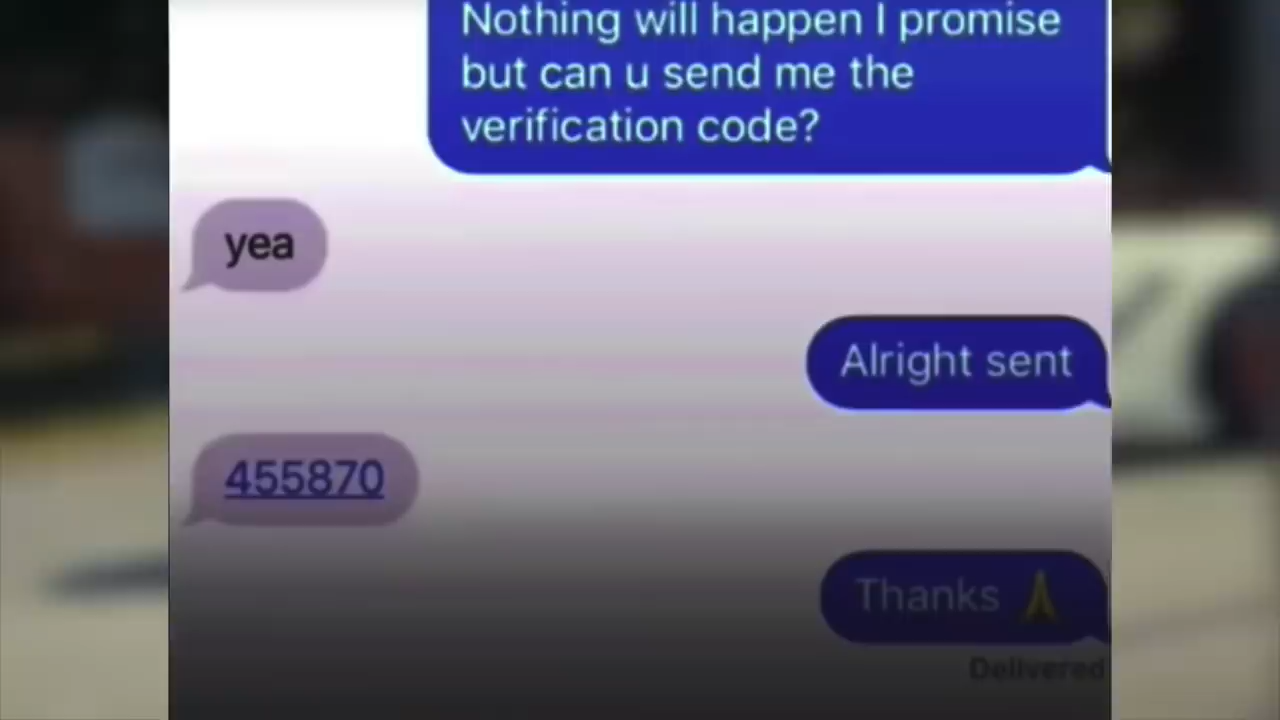 Nothing will happen I promise
but can u send me the
verification code?
yea
Alright sent
455870
Thanks 🙏
Delivered